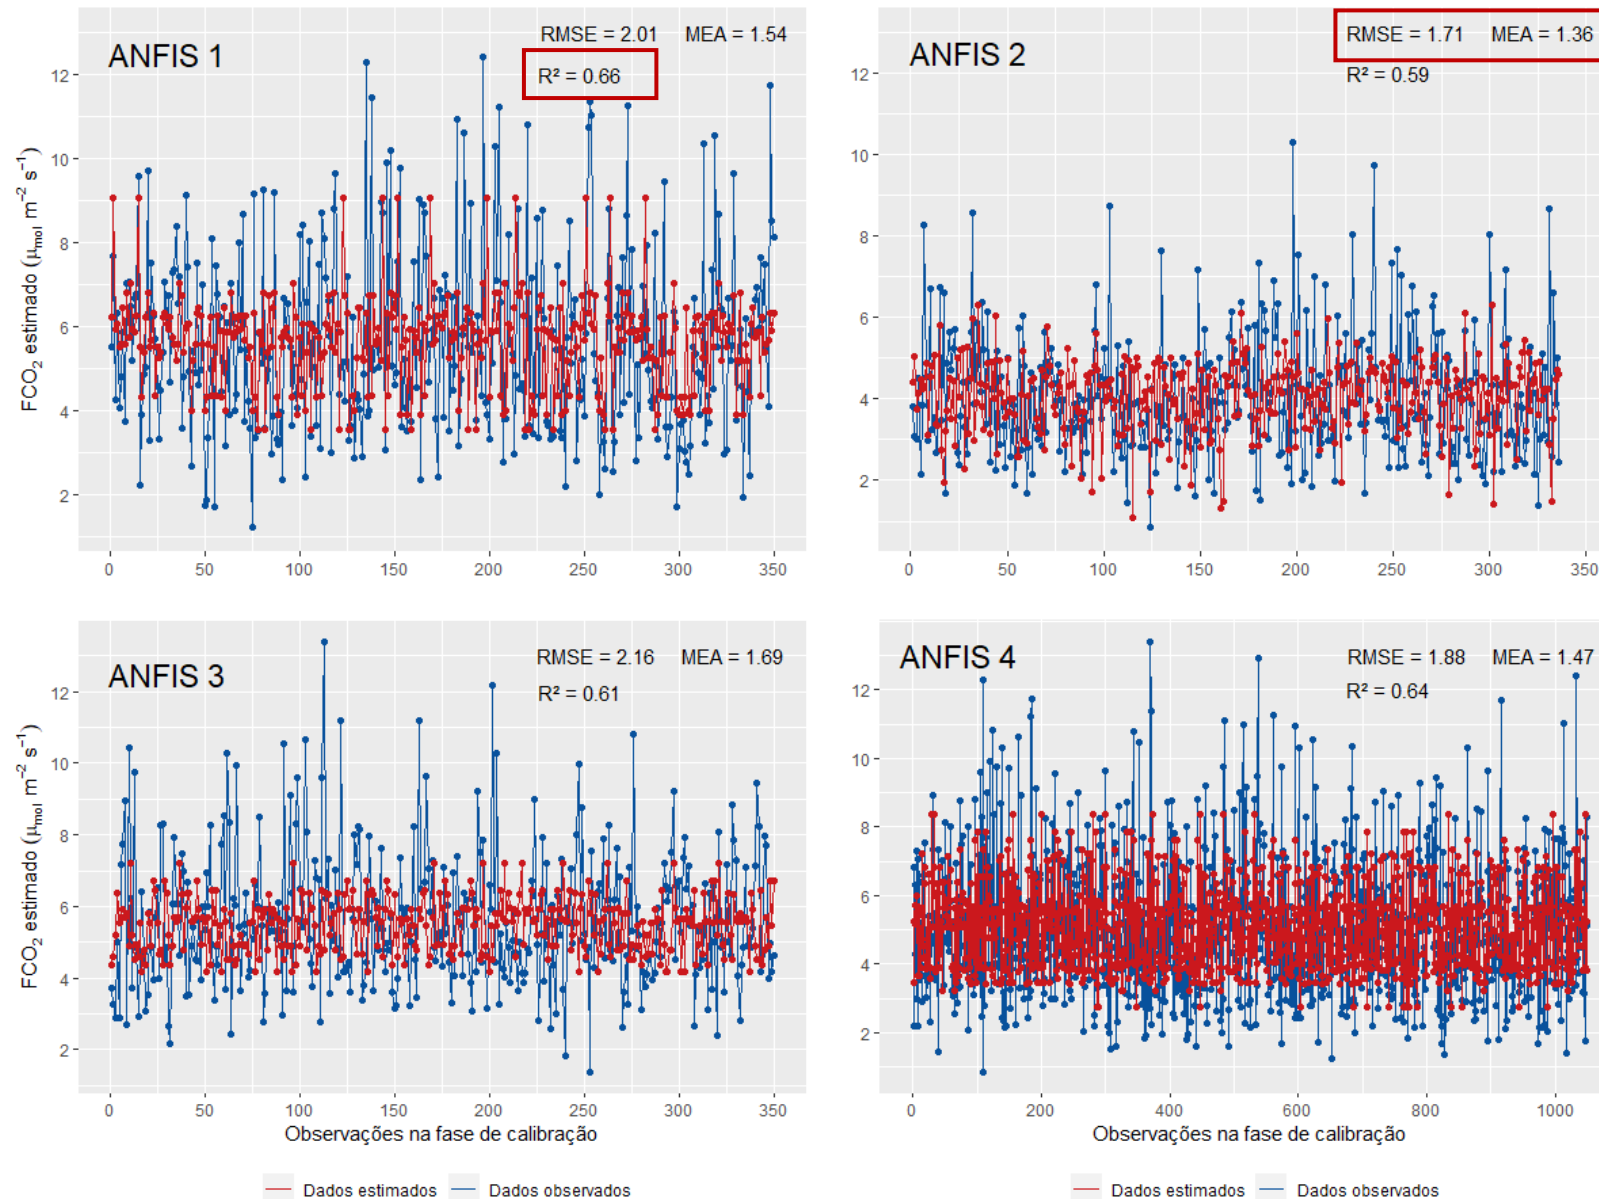 ANFIS 1
RMSE = 2.01 MEA = 1.54
R² = 0.66
FCO₂ estimado (μmol m⁻² s⁻¹)
12
10
8
6
4
2
0 50 100 150 200 250 300 350
ANFIS 2
RMSE = 1.71 MEA = 1.36
R² = 0.59
12
10
8
6
4
2
0 50 100 150 200 250 300 350
ANFIS 3
RMSE = 2.16 MEA = 1.69
R² = 0.61
FCO₂ estimado (μmol m⁻² s⁻¹)
12
10
8
6
4
2
0 50 100 150 200 250 300 350
Observações na fase de calibração
Dados estimados Dados observados
ANFIS 4
RMSE = 1.88 MEA = 1.47
R² = 0.64
12
10
8
6
4
2
0 200 400 600 800 1000
Observações na fase de calibração
Dados estimados Dados observados